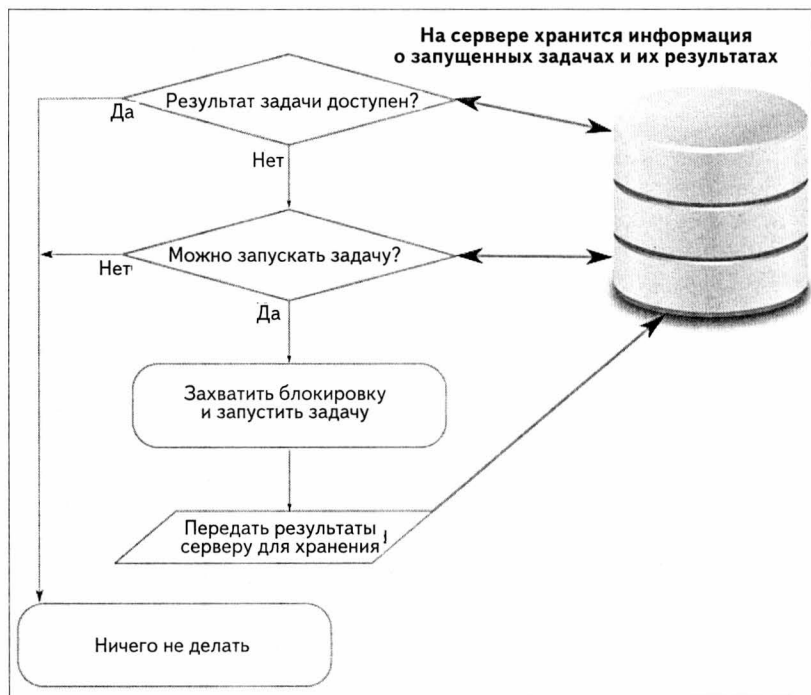 На сервере хранится информация
о запущенных задачах и их результатах
Результат задачи доступен?
Да
Нет
Можно запускать задачу?
Нет
Да
Захватить блокировку
и запустить задачу
Передать результаты
серверу для хранения
Ничего не делать